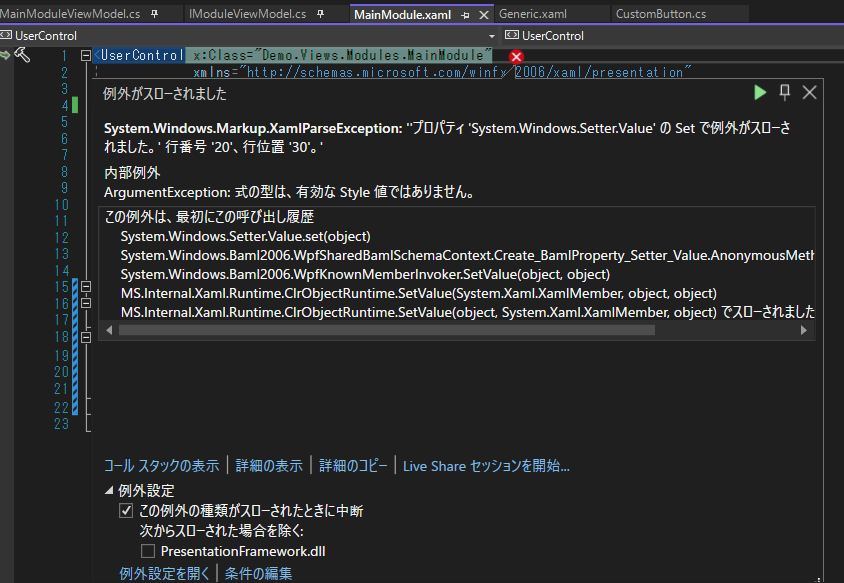 MainModuleViewModel.cs IModuleViewModel.cs MainModule.xaml Generic.xaml CustomButton.cs
UserControl UserControl
1 <UserControl x:Class="Demo.Views.Modules.MainModule"
2 xmlns="http://schemas.microsoft.com/winfx/2006/xaml/presentation"
3 例外がスローされました
4
5 System.Windows.Markup.XamlParseException: ''プロパティ 'System.Windows.Setter.Value' の Set で例外がスローさ
6 れました。' 行番号 '20'、行位置 '30'。'
7
8 内部例外
9 ArgumentException: 式の型は、有効な Style 値ではありません。
10 この例外は、最初にこの呼び出し履歴
11
12 System.Windows.Setter.Value.set(object)
13 System.Windows.Baml2006.WpfSharedBamlSchemaContext.Create_BamlProperty_Setter_Value.AnonymousMeth
14 System.Windows.Baml2006.WpfKnownMemberInvoker.SetValue(object, object)
15 MS.Internal.Xaml.Runtime.ClrObjectRuntime.SetValue(System.Xaml.XamlMember, object, object)
16 MS.Internal.Xaml.Runtime.ClrObjectRuntime.SetValue(object, System.Xaml.XamlMember, object) でスローされました
17
18
19
20
21
22
23
コール スタックの表示 | 詳細の表示 | 詳細のコピー | Live Share セッションを開始...
例外設定
この例外の種類がスローされたときに中断
次からスローされた場合を除く:
PresentationFramework.dll
例外設定を開く | 条件の編集